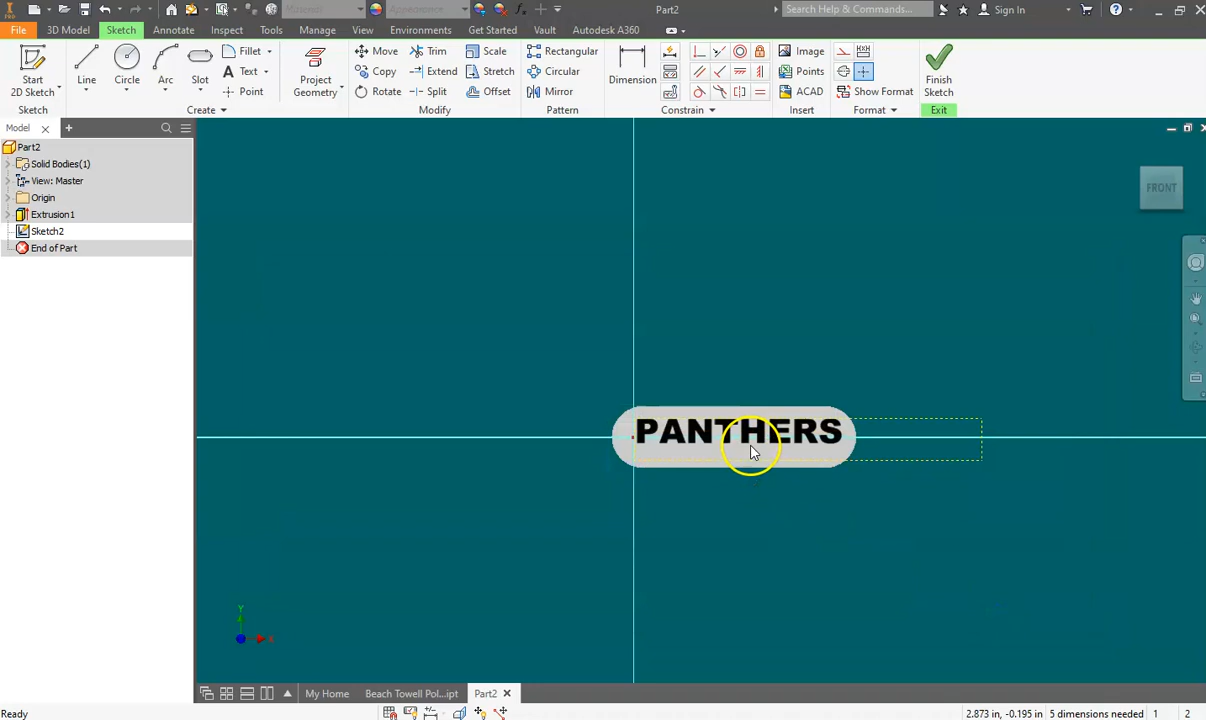 PRO
Material
Appearance
Part2
Search Help & Commands...
Sign In
File 3D Model Sketch Annotate Inspect Tools Manage View Environments Get Started Vault Autodesk A360
Start
2D Sketch
Line
Circle
Arc
Slot
Fillet
Text
Point
Project
Geometry
Move
Copy
Rotate
Trim
Extend
Split
Scale
Stretch
Offset
Rectangular
Circular
Mirror
Dimension
Image
Points
ACAD
Show Format
Finish
Sketch
Sketch Create Modify Pattern Constrain Insert Format Exit
Model
Part2
Solid Bodies(1)
View: Master
Origin
Extrusion1
Sketch2
End of Part
FRONT
PANTHERS
Y
X
My Home Beach Towell Pol...ipt Part2
Ready
2.873 in, -0.195 in 5 dimensions needed 1 2